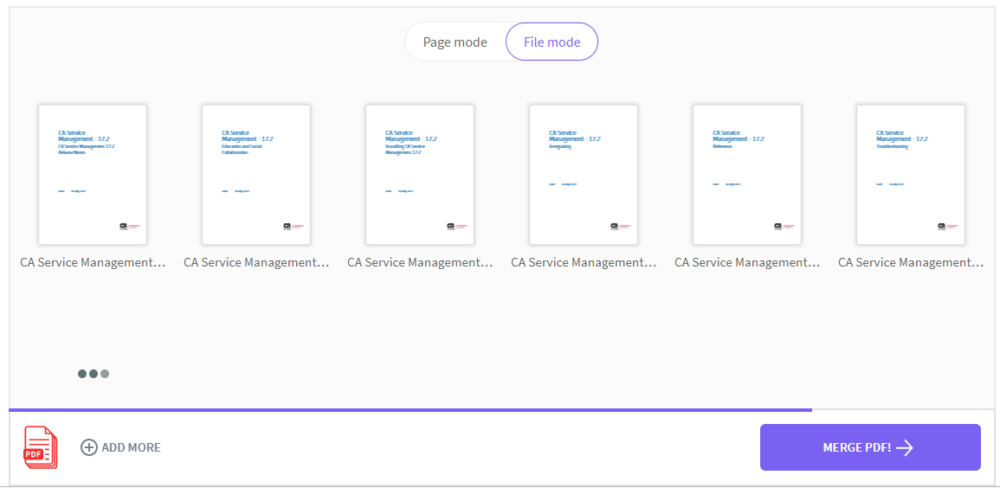 Page mode
File mode
CA Service
Management - 17.2
CA Service Management 17.2
Release Notes
CA Service
Management - 17.2
Education and Social
Collaboration
CA Service
Management - 17.2
Installing CA Service
Management 17.2
CA Service
Management - 17.2
Integrating
CA Service
Management - 17.2
Reference
CA Service
Management - 17.2
Troubleshooting
CA Service Management…
CA Service Management…
CA Service Management…
CA Service Management…
CA Service Management…
CA Service Management…
PDF
ADD MORE
MERGE PDF!